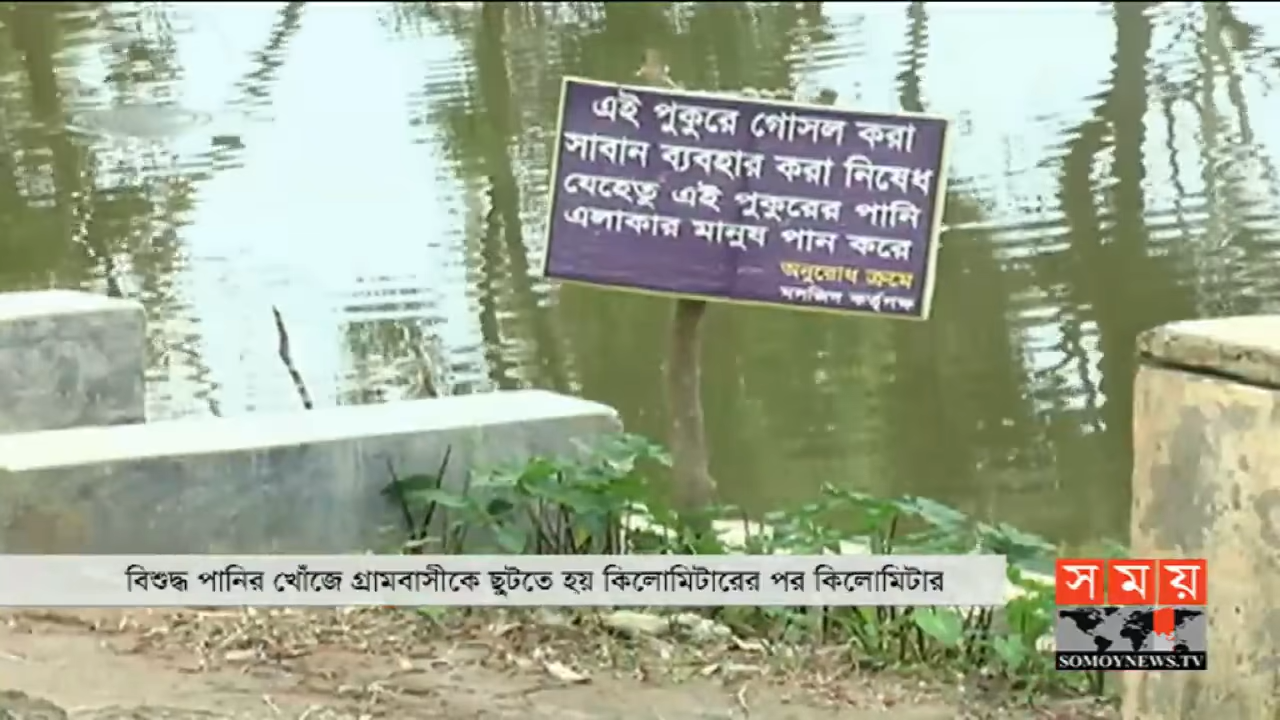 এই পুকুরে গোসল করা
সাবান ব্যবহার করা নিষেধ
যেহেতু এই পুকুরের পানি
এলাকার মানুষ পান করে
অনুরোধ ক্রমে
মসজিদ কর্তৃপক্ষ
বিশুদ্ধ পানির খোঁজে গ্রামবাসীকে ছুটতে হয় কিলোমিটারের পর কিলোমিটার
সময়
SOMOYNEWS.TV